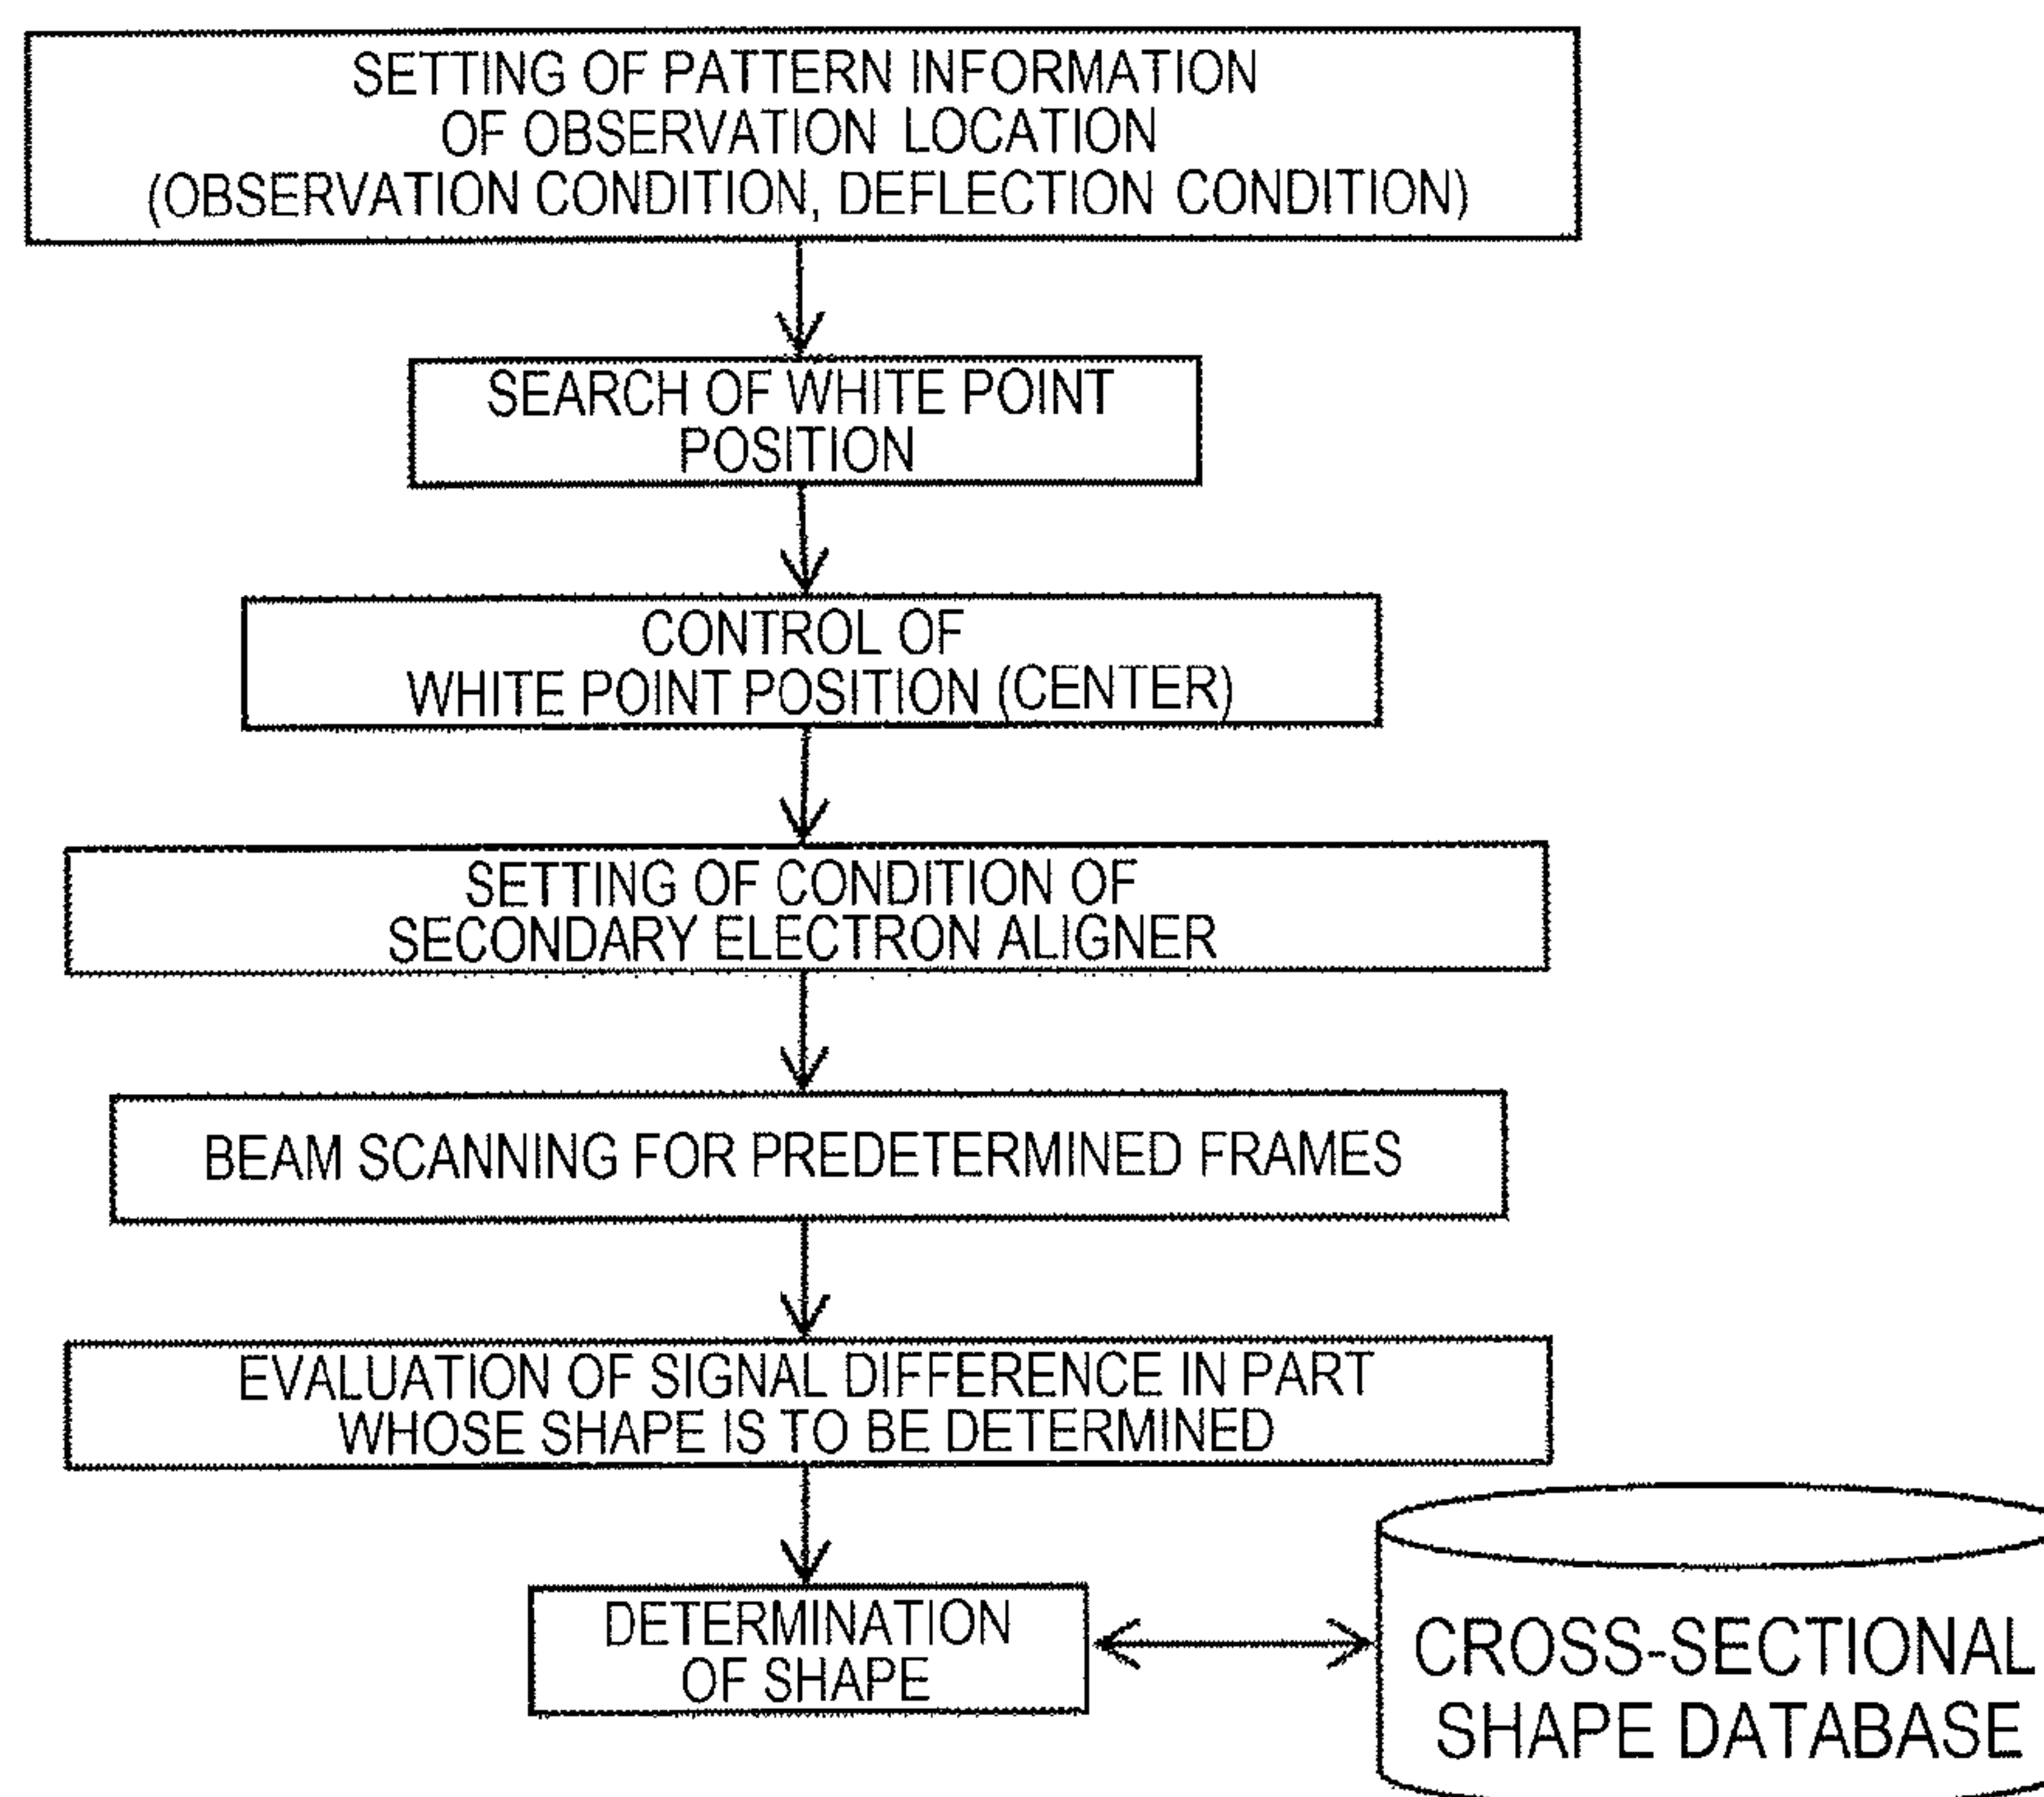 SETTING OF PATTERN INFORMATION
OF OBSERVATION LOCATION
(OBSERVATION CONDITION, DEFLECTION CONDITION)
SEARCH OF WHITE POINT
POSITION
CONTROL OF
WHITE POINT POSITION (CENTER)
SETTING OF CONDITION OF
SECONDARY ELECTRON ALIGNER
BEAM SCANNING FOR PREDETERMINED FRAMES
EVALUATION OF SIGNAL DIFFERENCE IN PART
WHOSE SHAPE IS TO BE DETERMINED
DETERMINATION
OF SHAPE
CROSS-SECTIONAL
SHAPE DATABASE